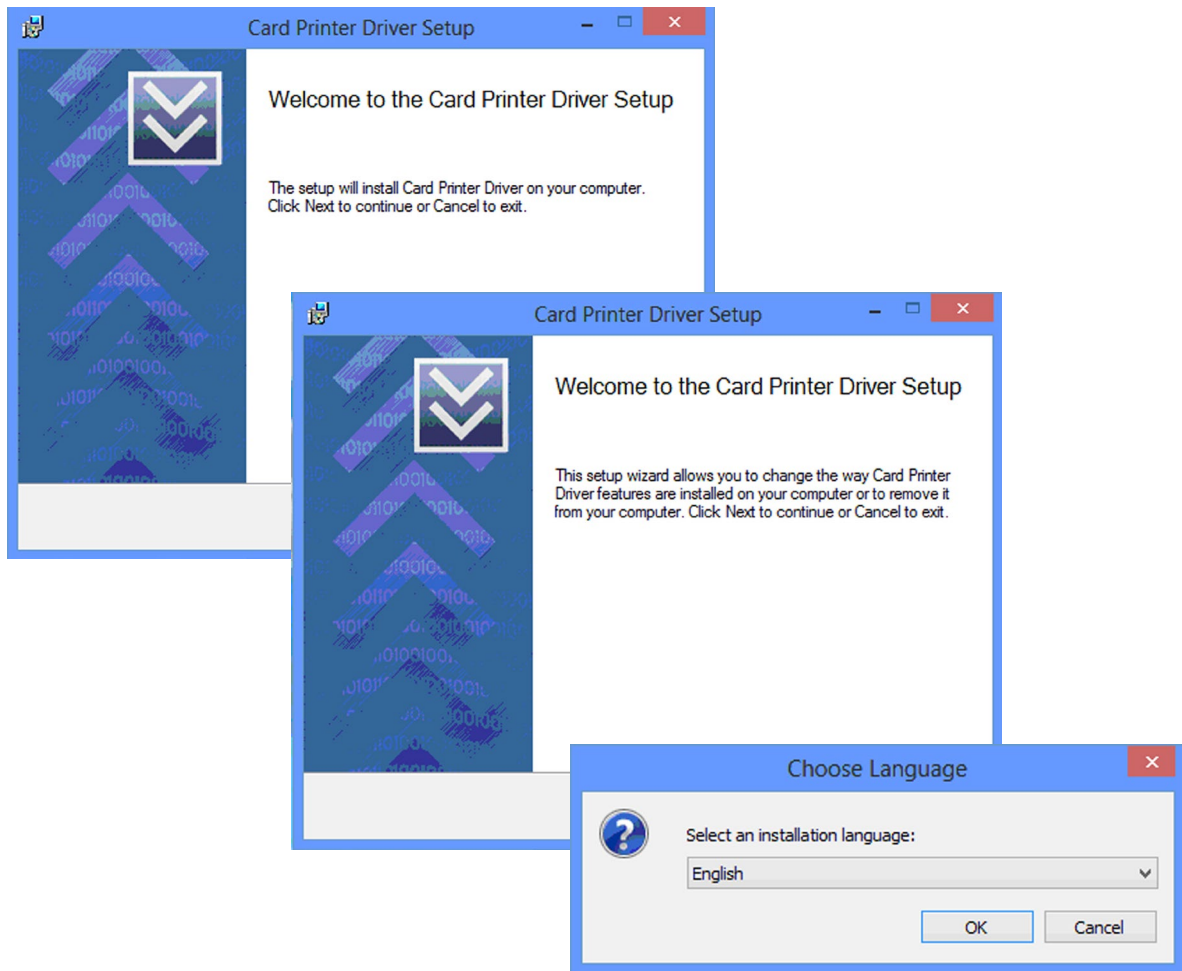 Card Printer Driver Setup
Welcome to the Card Printer Driver Setup
The setup will install Card Printer Driver on your computer.
Click Next to continue or Cancel to exit.
Card Printer Driver Setup
Welcome to the Card Printer Driver Setup
This setup wizard allows you to change the way Card Printer
Driver features are installed on your computer or to remove it
from your computer. Click Next to continue or Cancel to exit.
Choose Language
Select an installation language:
English
OK
Cancel